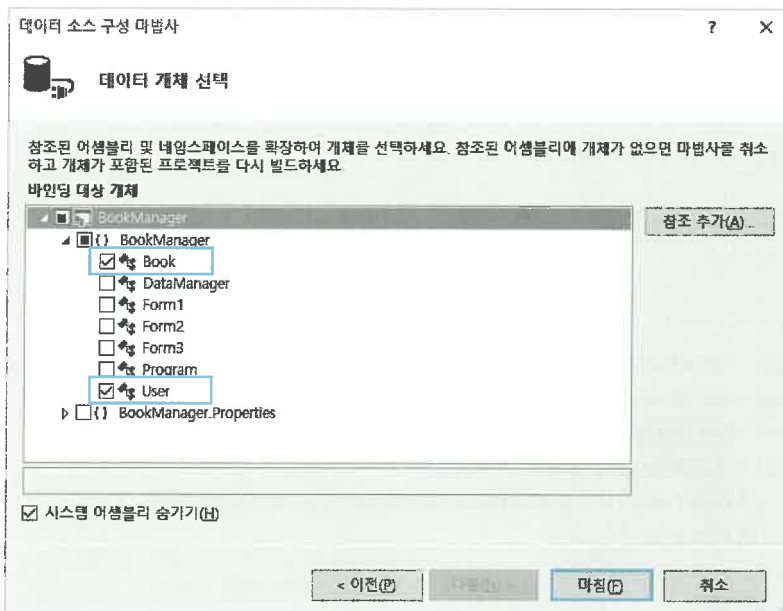 데이터 소스 구성 마법사 ? ×
데이터 개체 선택
참조된 어셈블리 및 네임스페이스를 확장하여 개체를 선택하세요. 참조된 어셈블리에 개체가 없으면 마법사를 취소
하고 개체가 포함된 프로젝트를 다시 빌드하세요.
바인딩 대상 개체
BookManager
참조 추가(A)...
{ } BookManager
Book
DataManager
Form1
Form2
Form3
Program
User
{ } BookManager.Properties
시스템 어셈블리 숨기기(H)
< 이전(P) 다음(N) > 마침(F) 취소